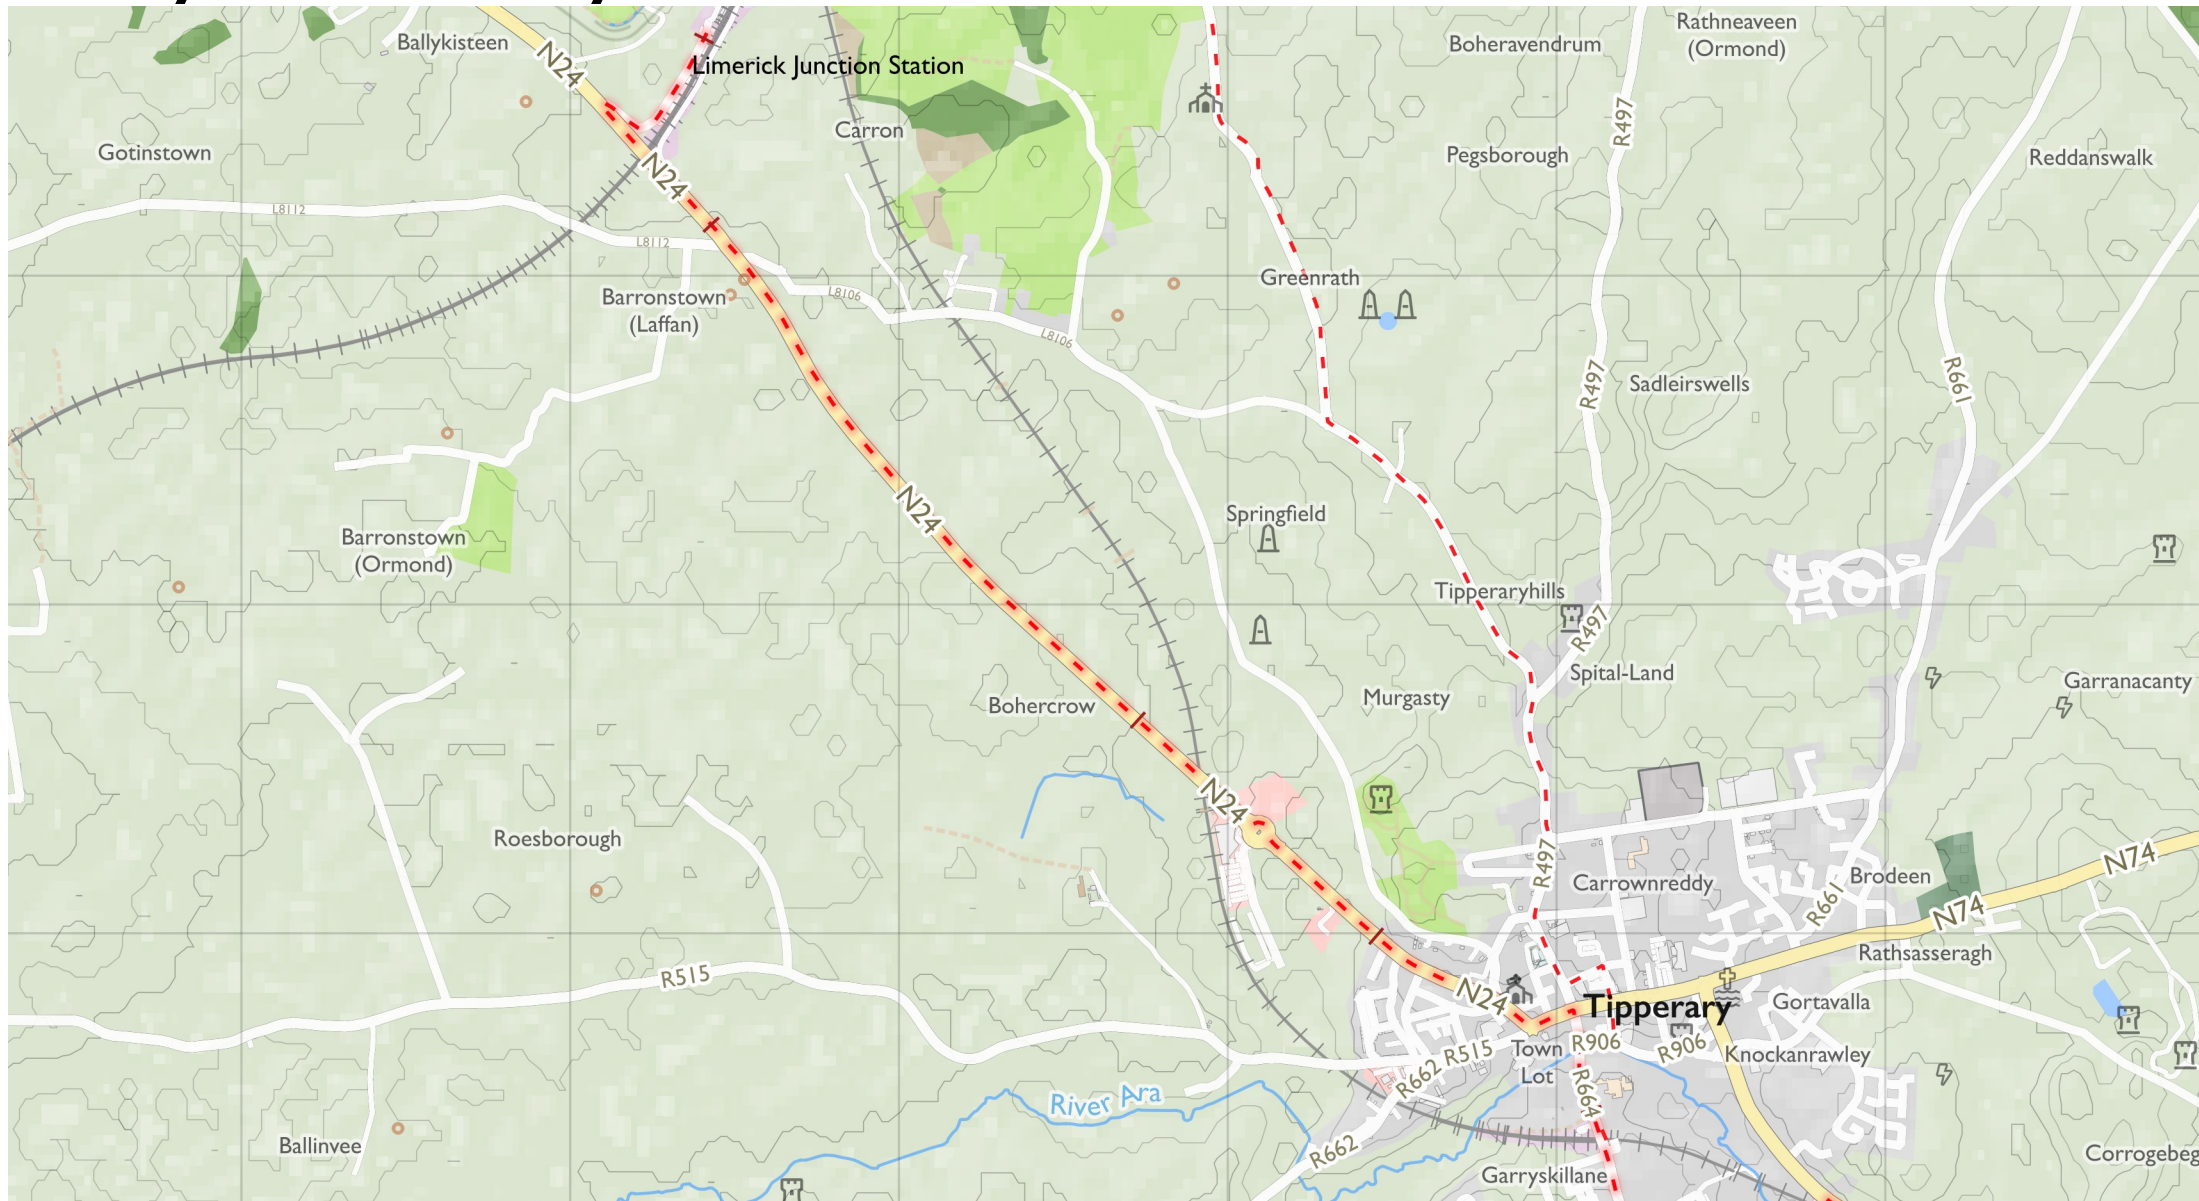 Ballykisteen
N24
Limerick Junction Station
Boheravendrum
Rathneaveen
(Ormond)
R497
Carron
Gotinstown
N24
Pegsborough
Reddanswalk
L8112
L8112
Greenrath
Barronstown
(Laffan)
L8106
L8106
R497
Sadleirswells
R661
N24
Springfield
Barronstown
(Ormond)
Tipperaryhills
R497
Spital-Land
Garranacanty
Murgasty
Bohercrow
N24
Roesborough
R497
Carrownreddy
Brodeen
R661
N74
N74
Rathsasseragh
R515
N24
Tipperary
Gortavalla
Town
Lot
R906
R906
Knockanrawley
R515
R662
R664
River Ara
Ballinvee
R662
Garryskillane
Corrogebeg